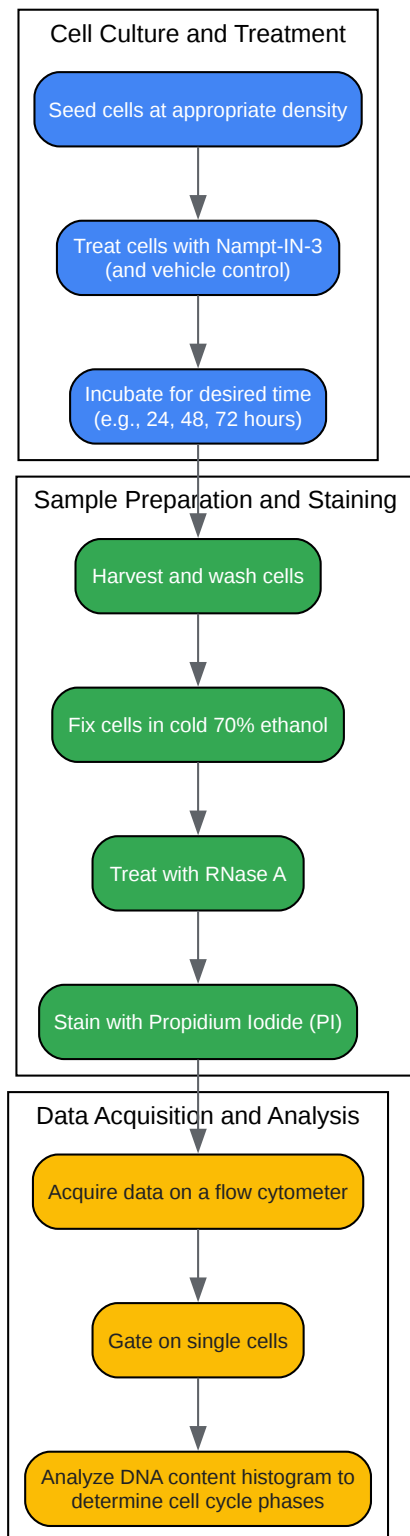 Cell Culture and Treatment
Seed cells at appropriate density
Treat cells with Nampt-IN-3
(and vehicle control)
Incubate for desired time
(e.g., 24, 48, 72 hours)
Sample Preparation and Staining
Harvest and wash cells
Fix cells in cold 70% ethanol
Treat with RNase A
Stain with Propidium Iodide (PI)
Data Acquisition and Analysis
Acquire data on a flow cytometer
Gate on single cells
Analyze DNA content histogram to
determine cell cycle phases